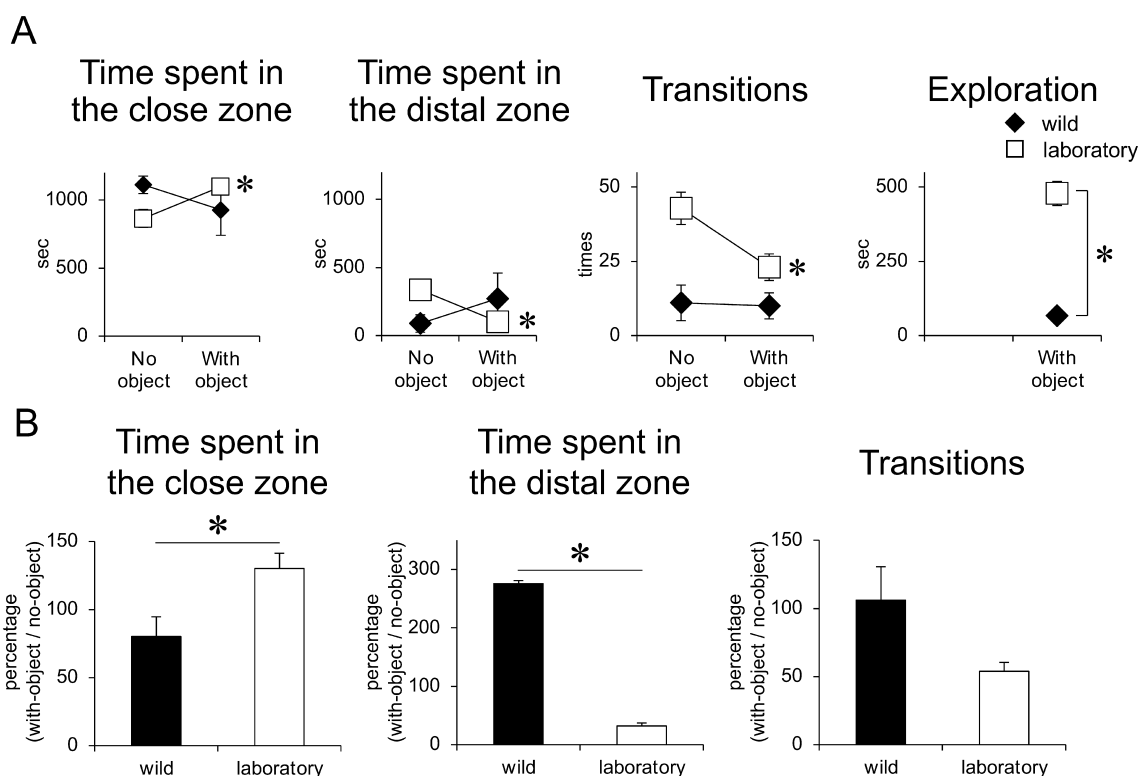 A
Time spent in
the close zone
Time spent in
the distal zone
Transitions
Exploration
wild
laboratory
sec
1000
500
0
No
object
With
object
*
sec
1000
500
0
No
object
With
object
*
times
50
25
0
No
object
With
object
*
sec
500
250
0
With
object
*
B
Time spent in
the close zone
percentage
(with-object / no-object)
150
100
50
0
*
wild
laboratory
Time spent in
the distal zone
percentage
(with-object / no-object)
300
200
100
0
*
wild
laboratory
Transitions
percentage
(with-object / no-object)
150
100
50
0
wild
laboratory